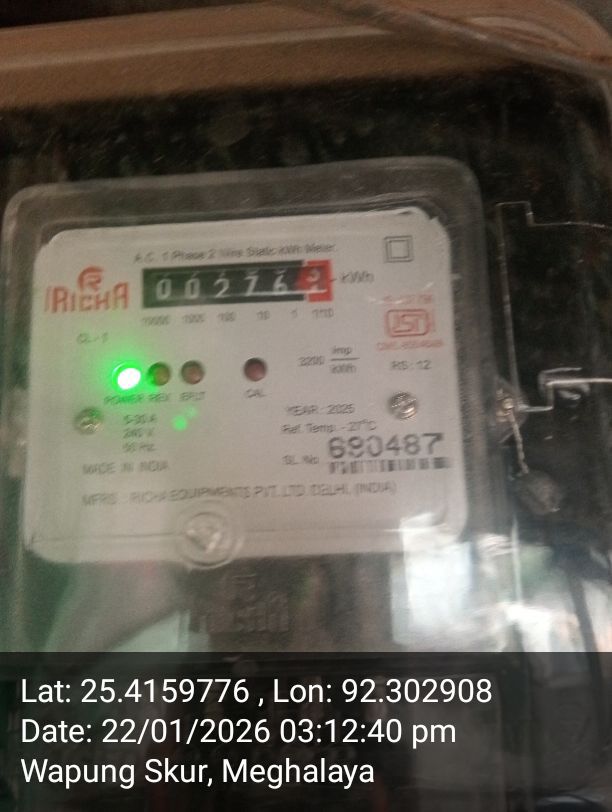 A.C. 1 Phase 2 Wire Static kWh Meter
RICHA
00276
kWh
10000 1000 100 10 1 1/10
CL.-1
3200 imp/kWh
RS : 12
POWER REV E/FLT CAL
5-30 A
240 V.
50 Hz.
YEARː 2025
Ref. Temp. - 27°C
SL.No. 690487
MADE IN INDIA
MFRS : RICHA EQUIPMENTS PVT. LTD. DELHI, (INDIA)
Lat: 25.4159776 , Lon: 92.302908
Date: 22/01/2026 03:12:40 pm
Wapung Skur, Meghalaya